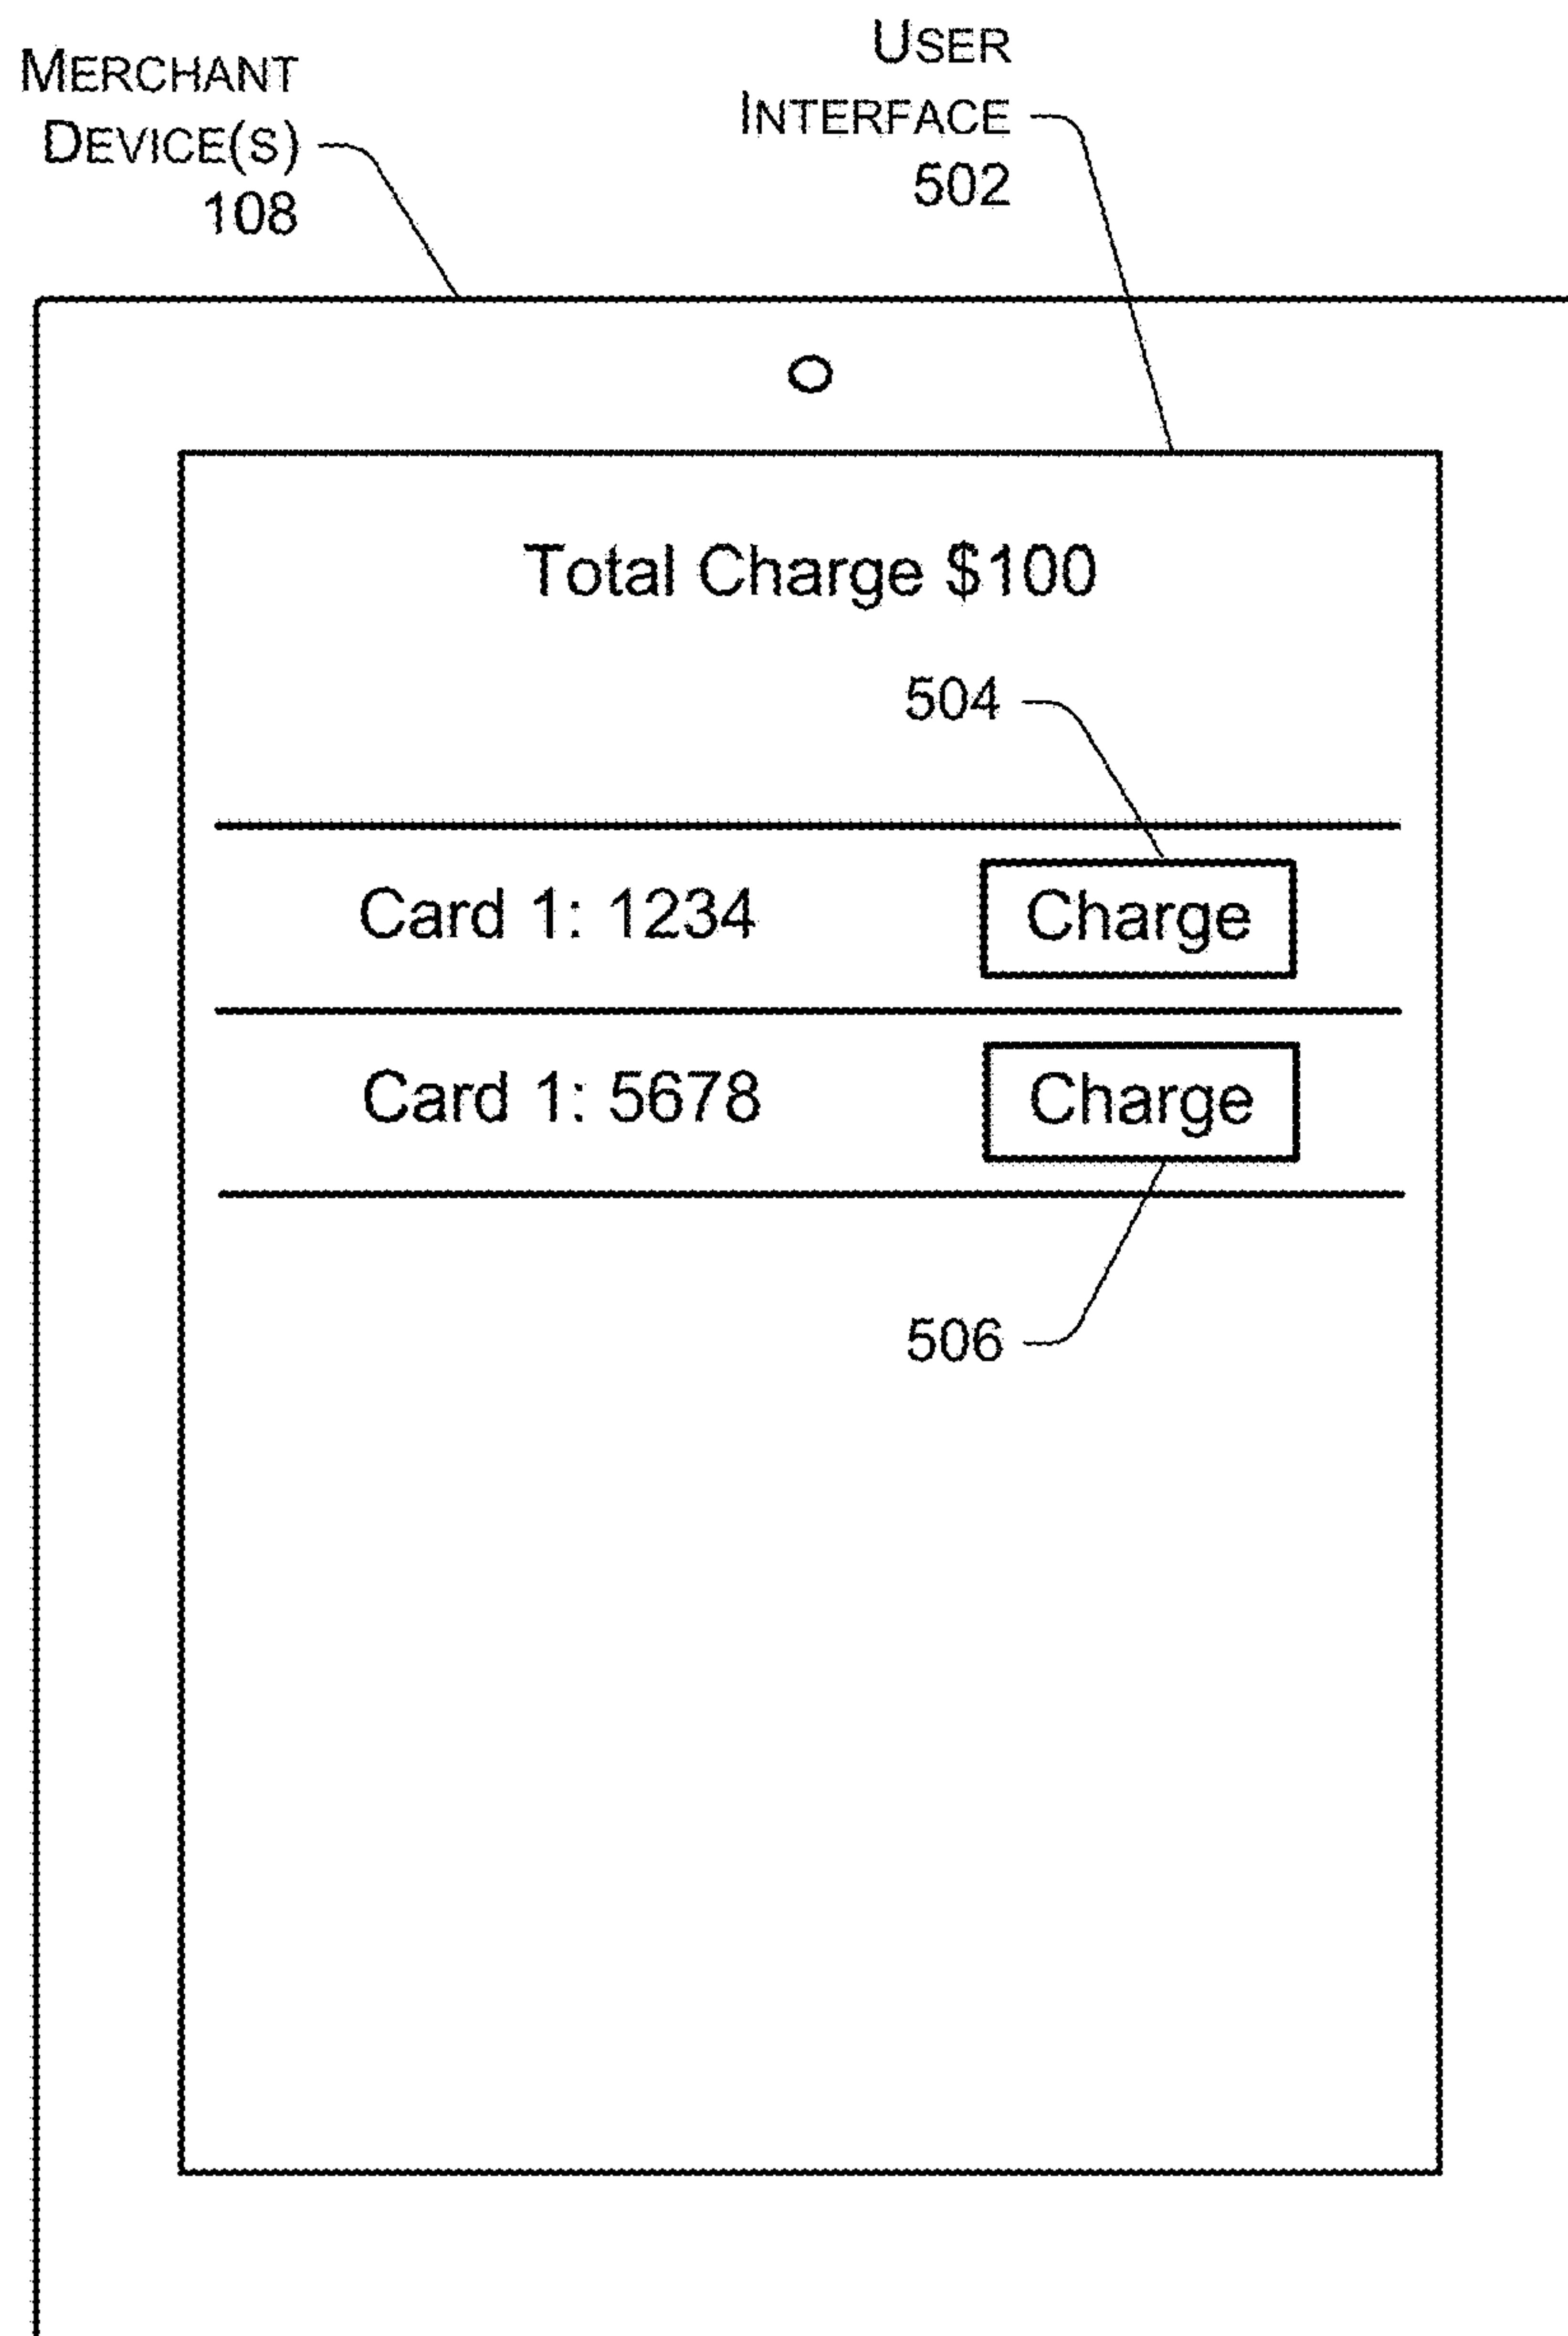 MERCHANT
DEVICE(S)
108
USER
INTERFACE
502
Total Charge $100
504
Card 1: 1234 Charge
Card 1: 5678 Charge
506